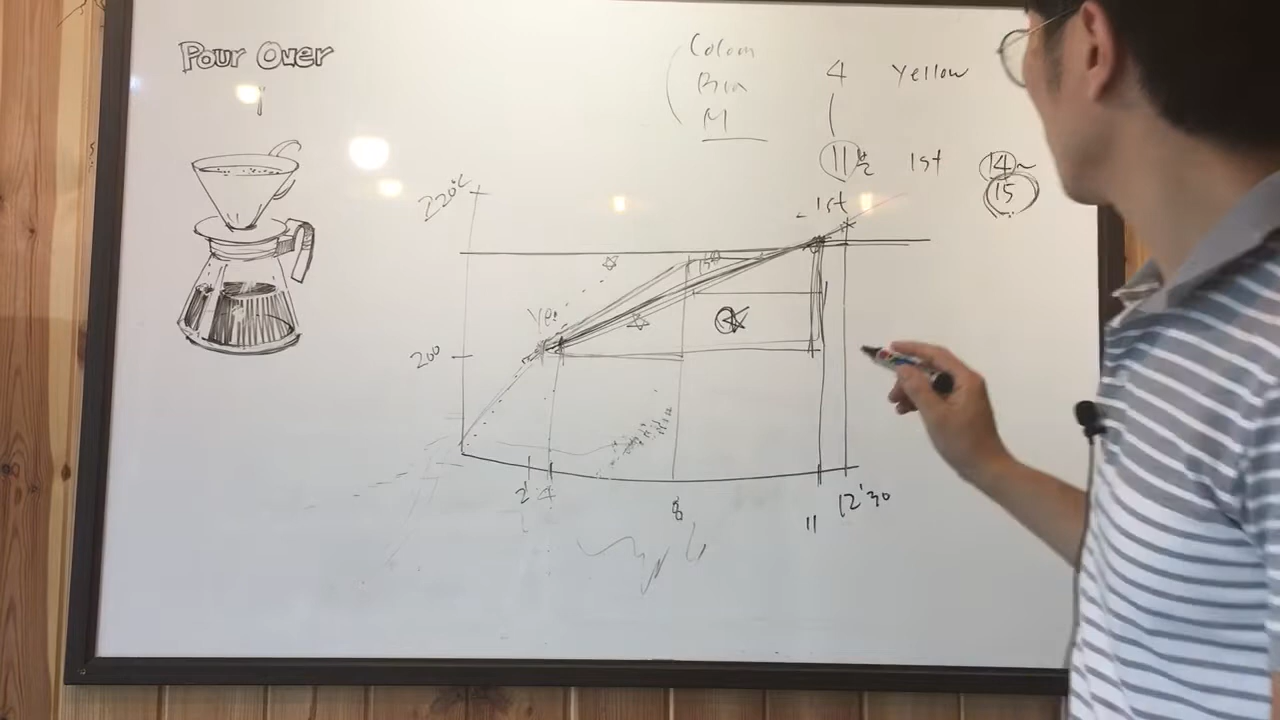 Pour Over
Colom
Bra
M
4 Yellow
11분 1st 14~
15
220°C
1st
Ye
200
2' 4
8
11
12'30